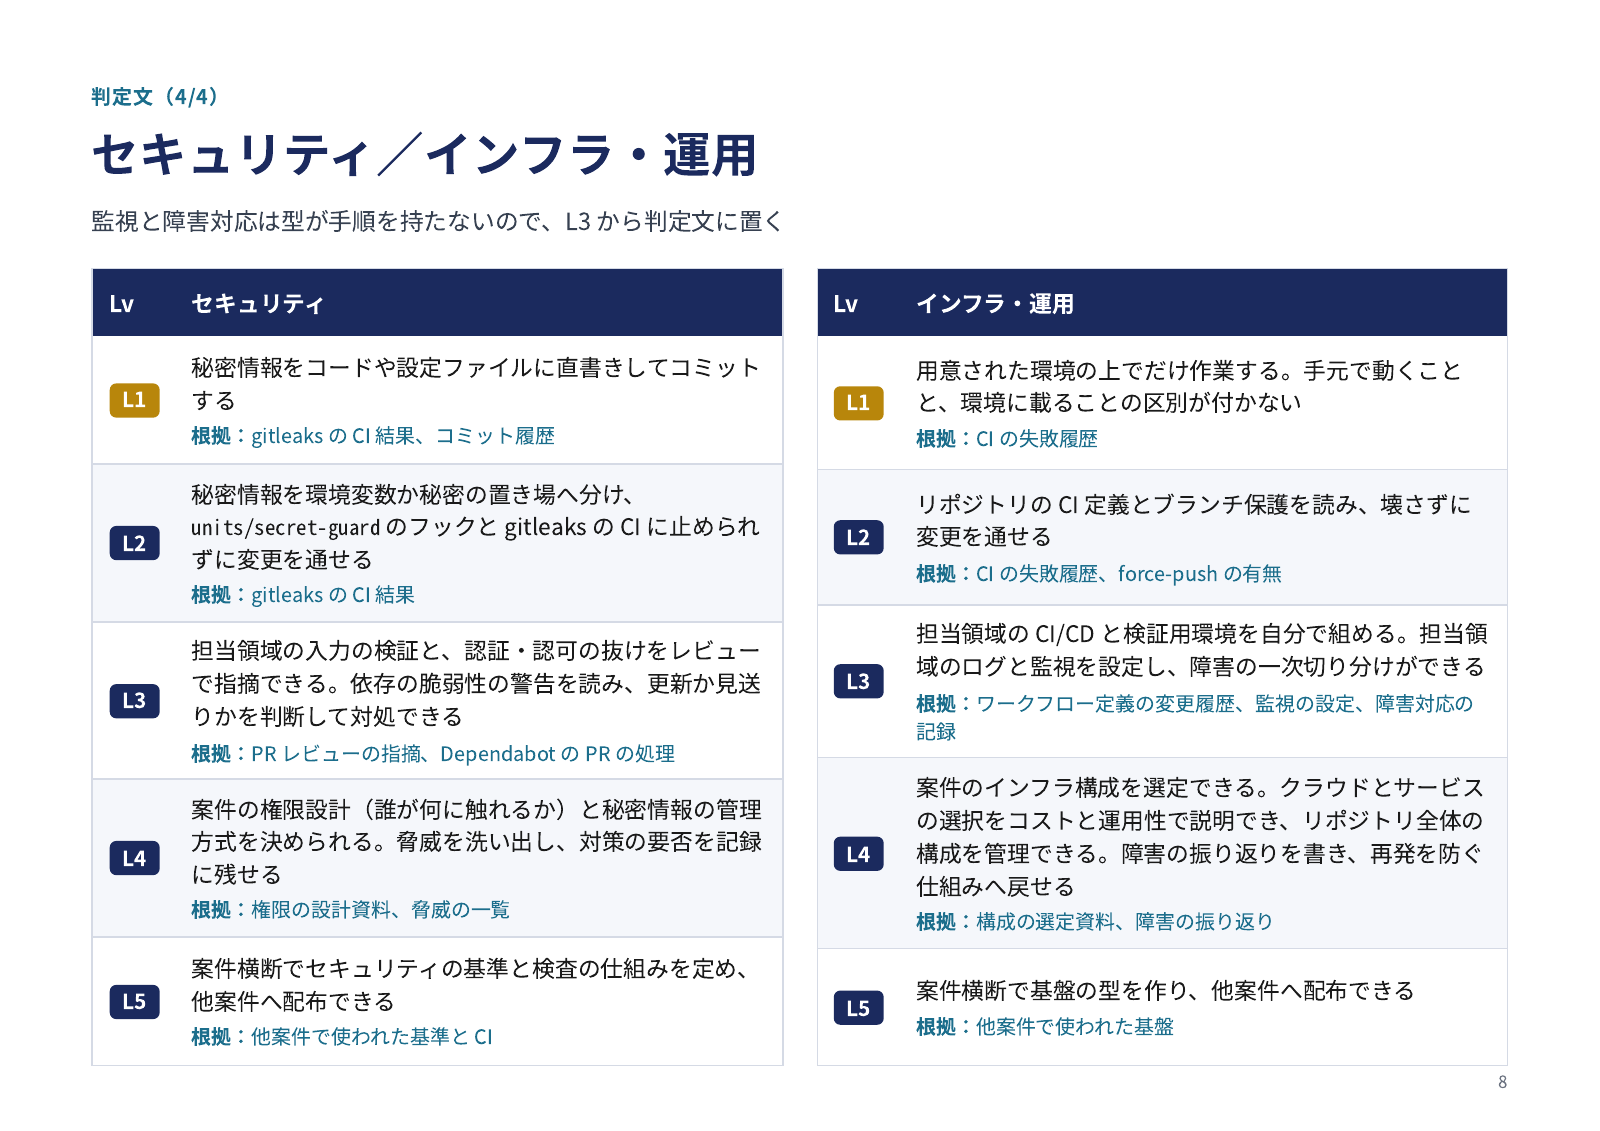 判定文（4/4）
セキュリティ／インフラ・運用
監視と障害対応は型が手順を持たないので、L3 から判定文に置く
Lv セキュリティ
L1
秘密情報をコードや設定ファイルに直書きしてコミット
する
根拠：gitleaks の CI 結果、コミット履歴
L2
秘密情報を環境変数か秘密の置き場へ分け、
units/secret-guard のフックと gitleaks の CI に止められ
ずに変更を通せる
根拠：gitleaks の CI 結果
L3
担当領域の入力の検証と、認証・認可の抜けをレビュー
で指摘できる。依存の脆弱性の警告を読み、更新か見送
りかを判断して対処できる
根拠：PR レビューの指摘、Dependabot の PR の処理
L4
案件の権限設計（誰が何に触れるか）と秘密情報の管理
方式を決められる。脅威を洗い出し、対策の要否を記録
に残せる
根拠：権限の設計資料、脅威の一覧
L5
案件横断でセキュリティの基準と検査の仕組みを定め、
他案件へ配布できる
根拠：他案件で使われた基準と CI
Lv インフラ・運用
L1
用意された環境の上でだけ作業する。手元で動くこと
と、環境に載ることの区別が付かない
根拠：CI の失敗履歴
L2
リポジトリの CI 定義とブランチ保護を読み、壊さずに
変更を通せる
根拠：CI の失敗履歴、force-push の有無
L3
担当領域の CI/CD と検証用環境を自分で組める。担当領
域のログと監視を設定し、障害の一次切り分けができる
根拠：ワークフロー定義の変更履歴、監視の設定、障害対応の
記録
L4
案件のインフラ構成を選定できる。クラウドとサービス
の選択をコストと運用性で説明でき、リポジトリ全体の
構成を管理できる。障害の振り返りを書き、再発を防ぐ
仕組みへ戻せる
根拠：構成の選定資料、障害の振り返り
L5
案件横断で基盤の型を作り、他案件へ配布できる
根拠：他案件で使われた基盤
8